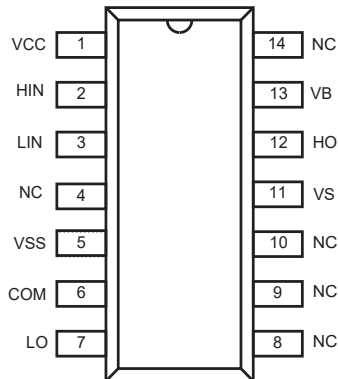 VCC 1 14 NC
HIN 2 13 VB
LIN 3 12 HO
NC 4 11 VS
VSS 5 10 NC
COM 6 9 NC
LO 7 8 NC